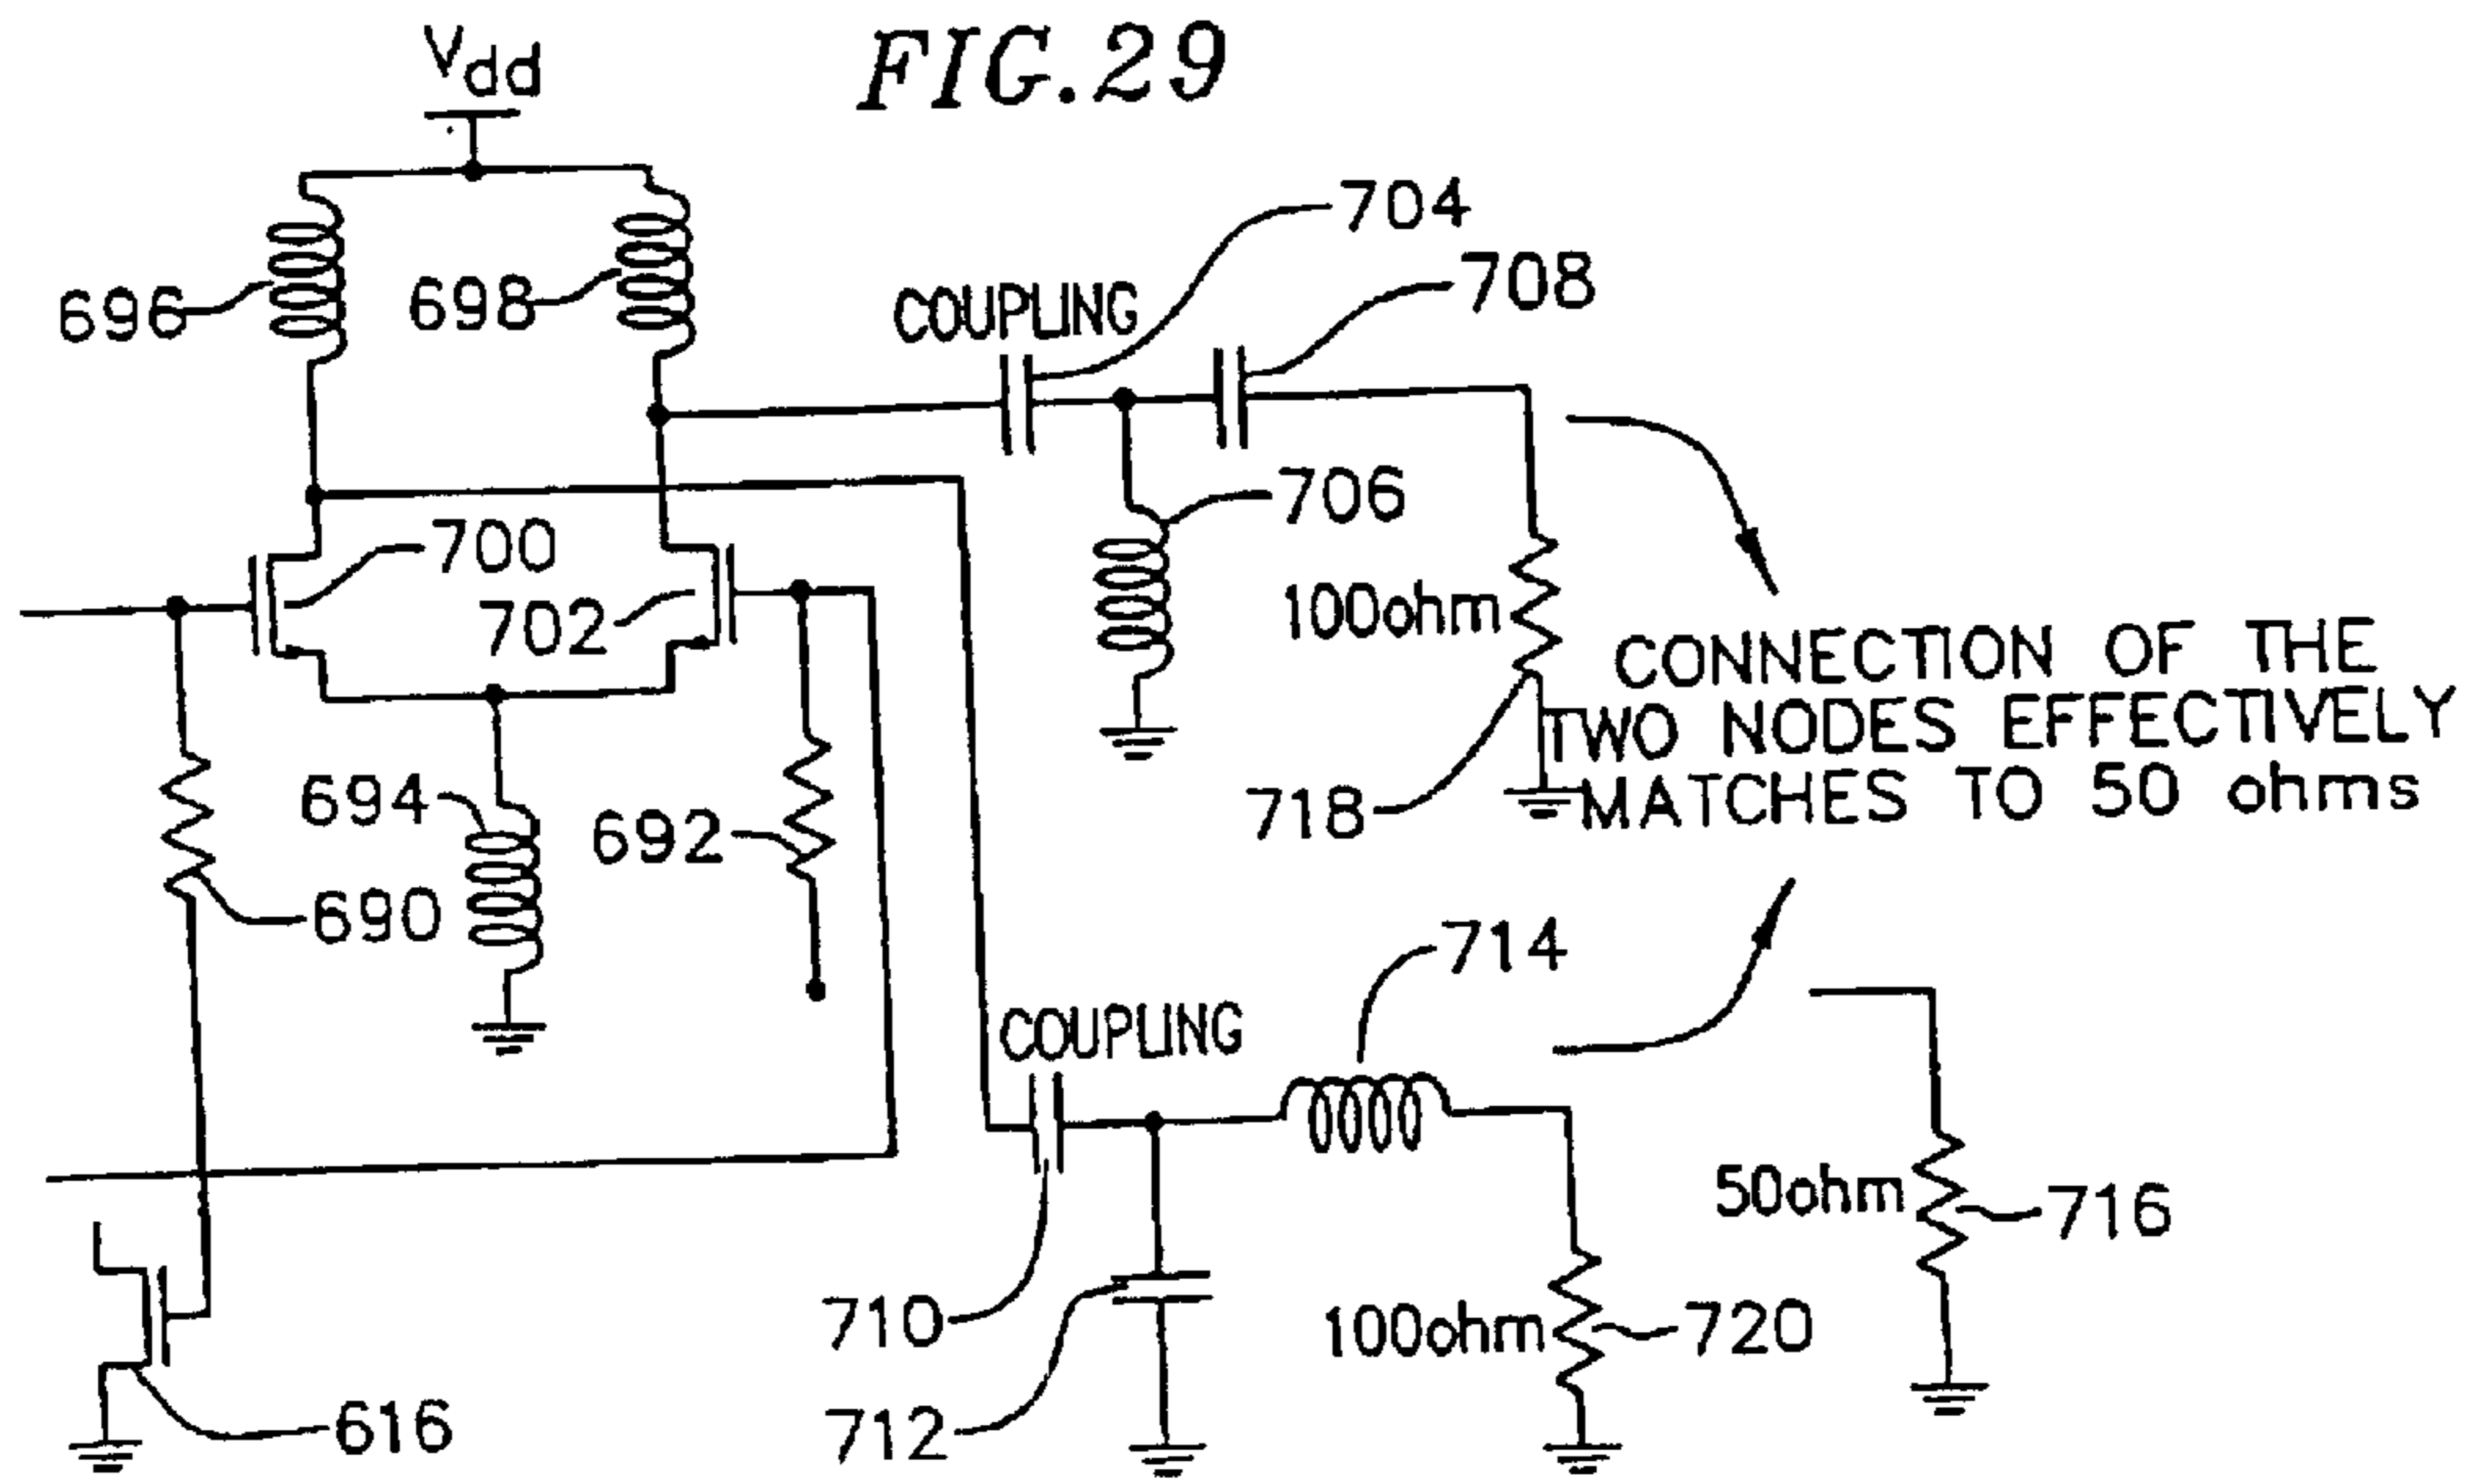 FIG.29
Vdd
704
708
696
698
COUPLING
706
700
702
100ohm
CONNECTION OF THE
TWO NODES EFFECTIVELY
MATCHES TO 50 ohms
718
694
692
690
714
COUPLING
50ohm
716
710
100ohm
720
712
616